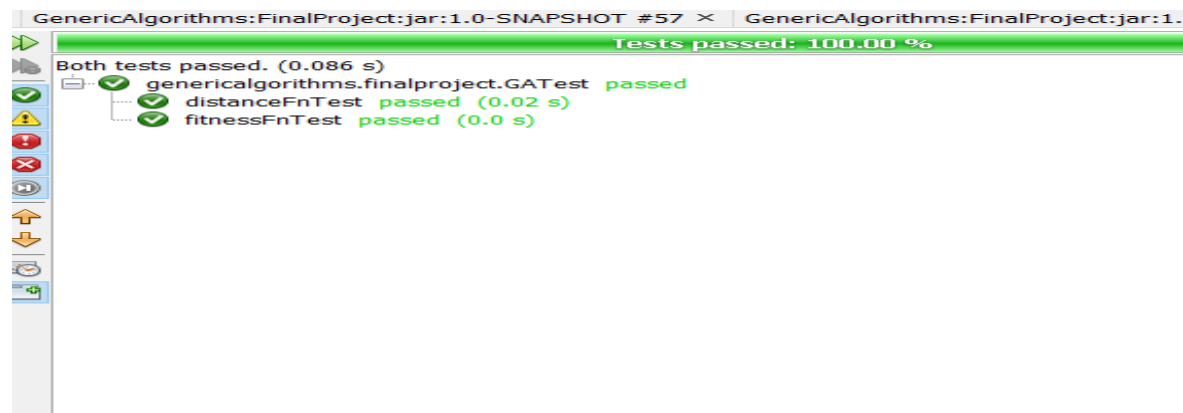 GenericAlgorithms:FinalProject:jar:1.0-SNAPSHOT #57 × GenericAlgorithms:FinalProject:jar:1.
Tests passed: 100.00 %
Both tests passed. (0.086 s)
genericalgorithms.finalproject.GATest passed
distanceFnTest passed (0.02 s)
fitnessFnTest passed (0.0 s)